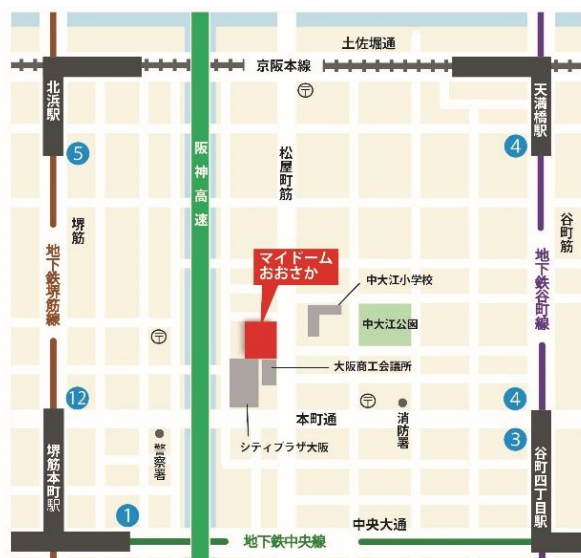 土佐堀通
京阪本線
北浜駅
天満橋駅
〒
5
4
阪神高速
松屋町筋
堺筋
谷町筋
地下鉄堺筋線
地下鉄谷町線
マイドーム
おおさか
中大江小学校
中大江公園
〒
大阪商工会議所
12
〒
4
本町通
消防署
3
シティプラザ大阪
警察署
堺筋本町駅
谷町四丁目駅
1
中央大通
地下鉄中央線